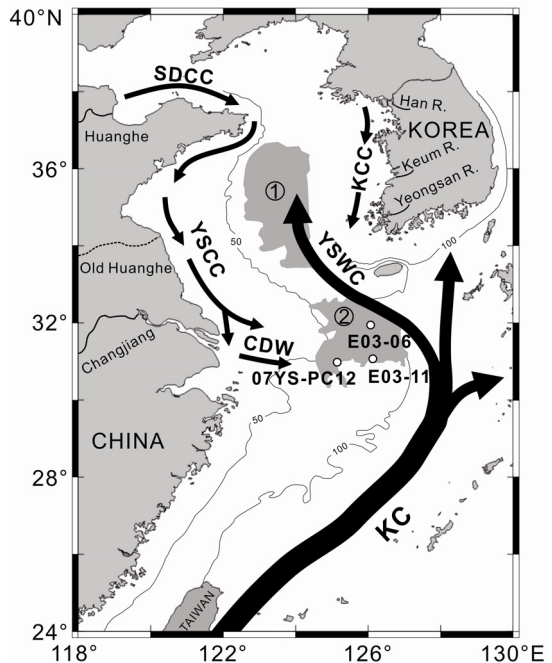 40°N
SDCC
Huanghe
Han R.
KOREA
36°
①
KCC
Keum R.
Yeongsan R.
50
YSCC
YSWC
100
Old Huanghe
32°
②
E03-06
Changjiang
CDW
07YS-PC12
E03-11
50
CHINA
100
28°
KC
TAIWAN
24°
118°
122°
126°
130°E